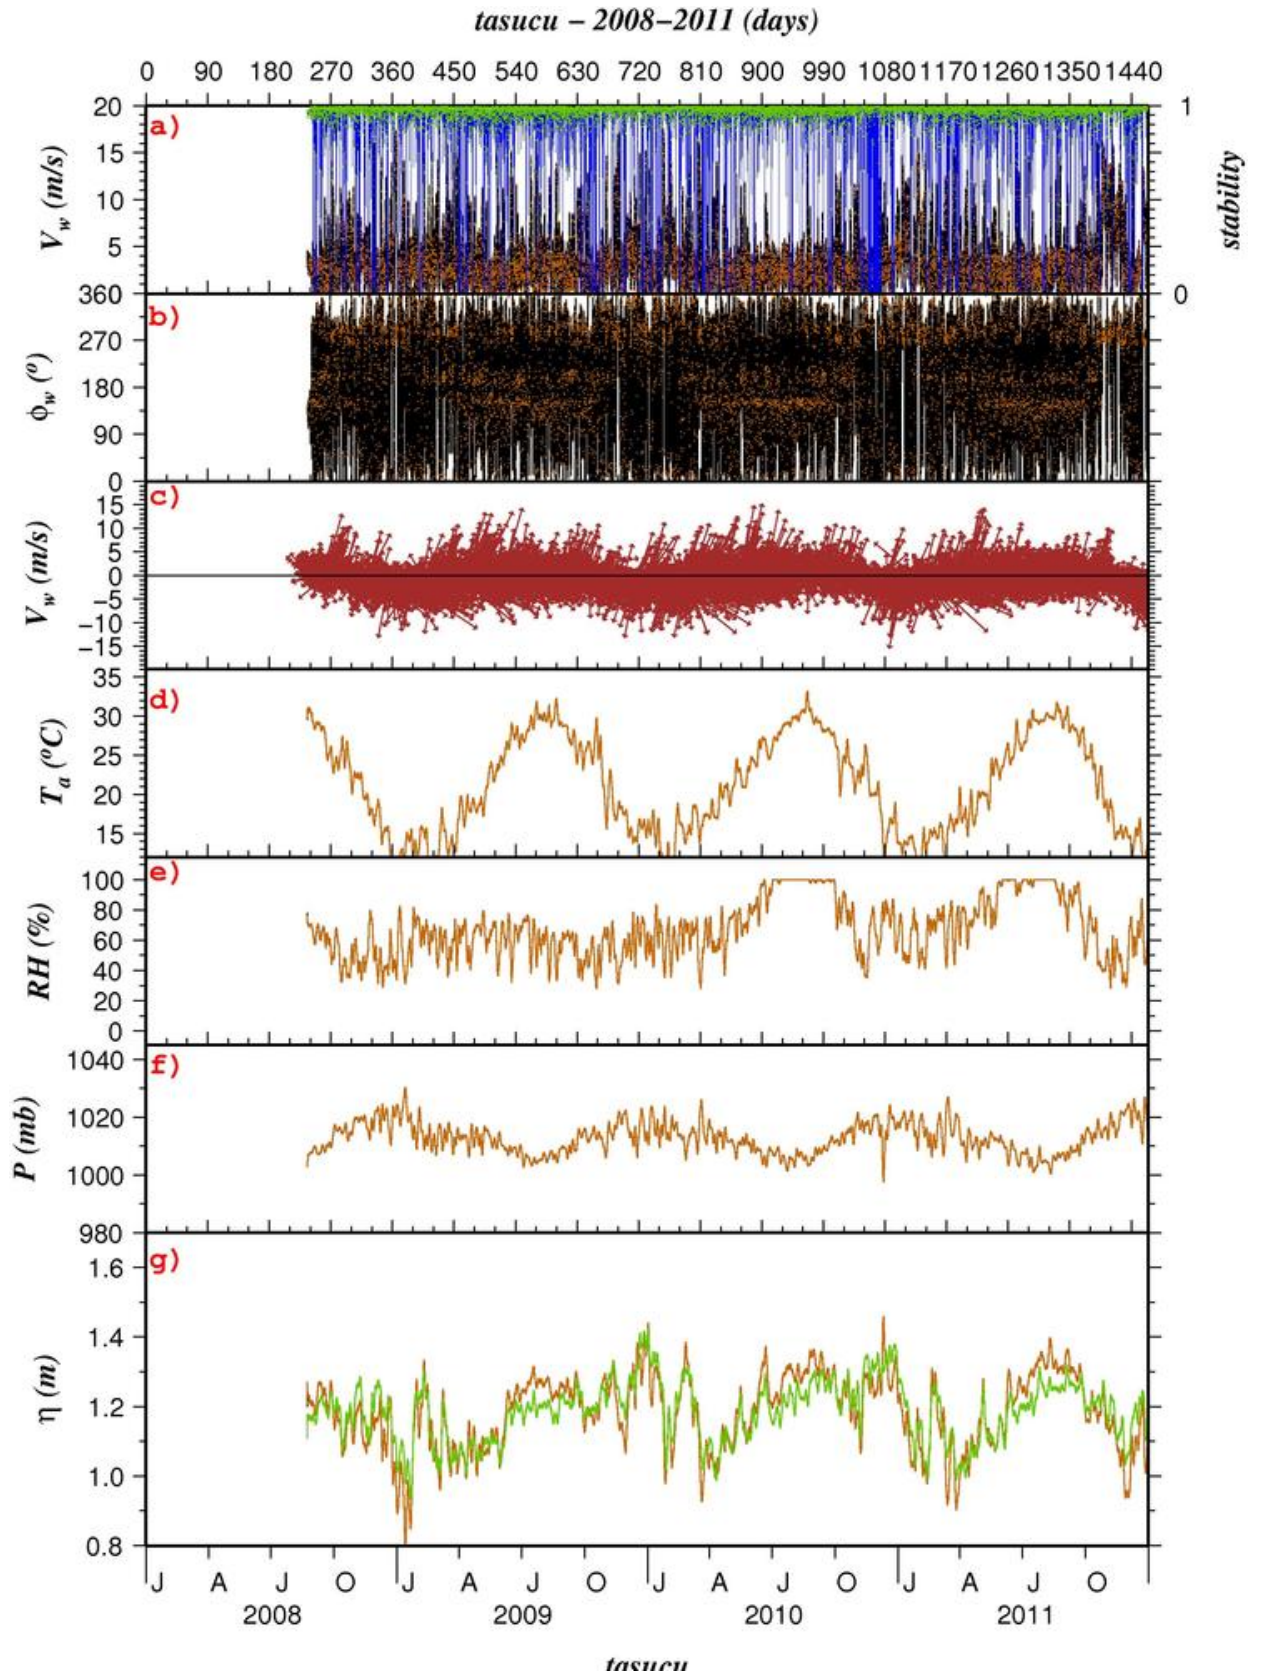 tasucu – 2008–2011 (days)
0 90 180 270 360 450 540 630 720 810 900 990 1080 1170 1260 1350 1440
a)
20
15
10
5
V_w (m/s)
1
0
stability
b)
360
270
180
90
0
ϕ_w (º)
c)
15
10
5
0
−5
−10
−15
V_w (m/s)
d)
35
30
25
20
15
T_a (ºC)
e)
100
80
60
40
20
0
RH (%)
f)
1040
1020
1000
980
P (mb)
g)
1.6
1.4
1.2
1.0
0.8
η (m)
J A J O J A J O J A J O J A J O
2008 2009 2010 2011
tasucu